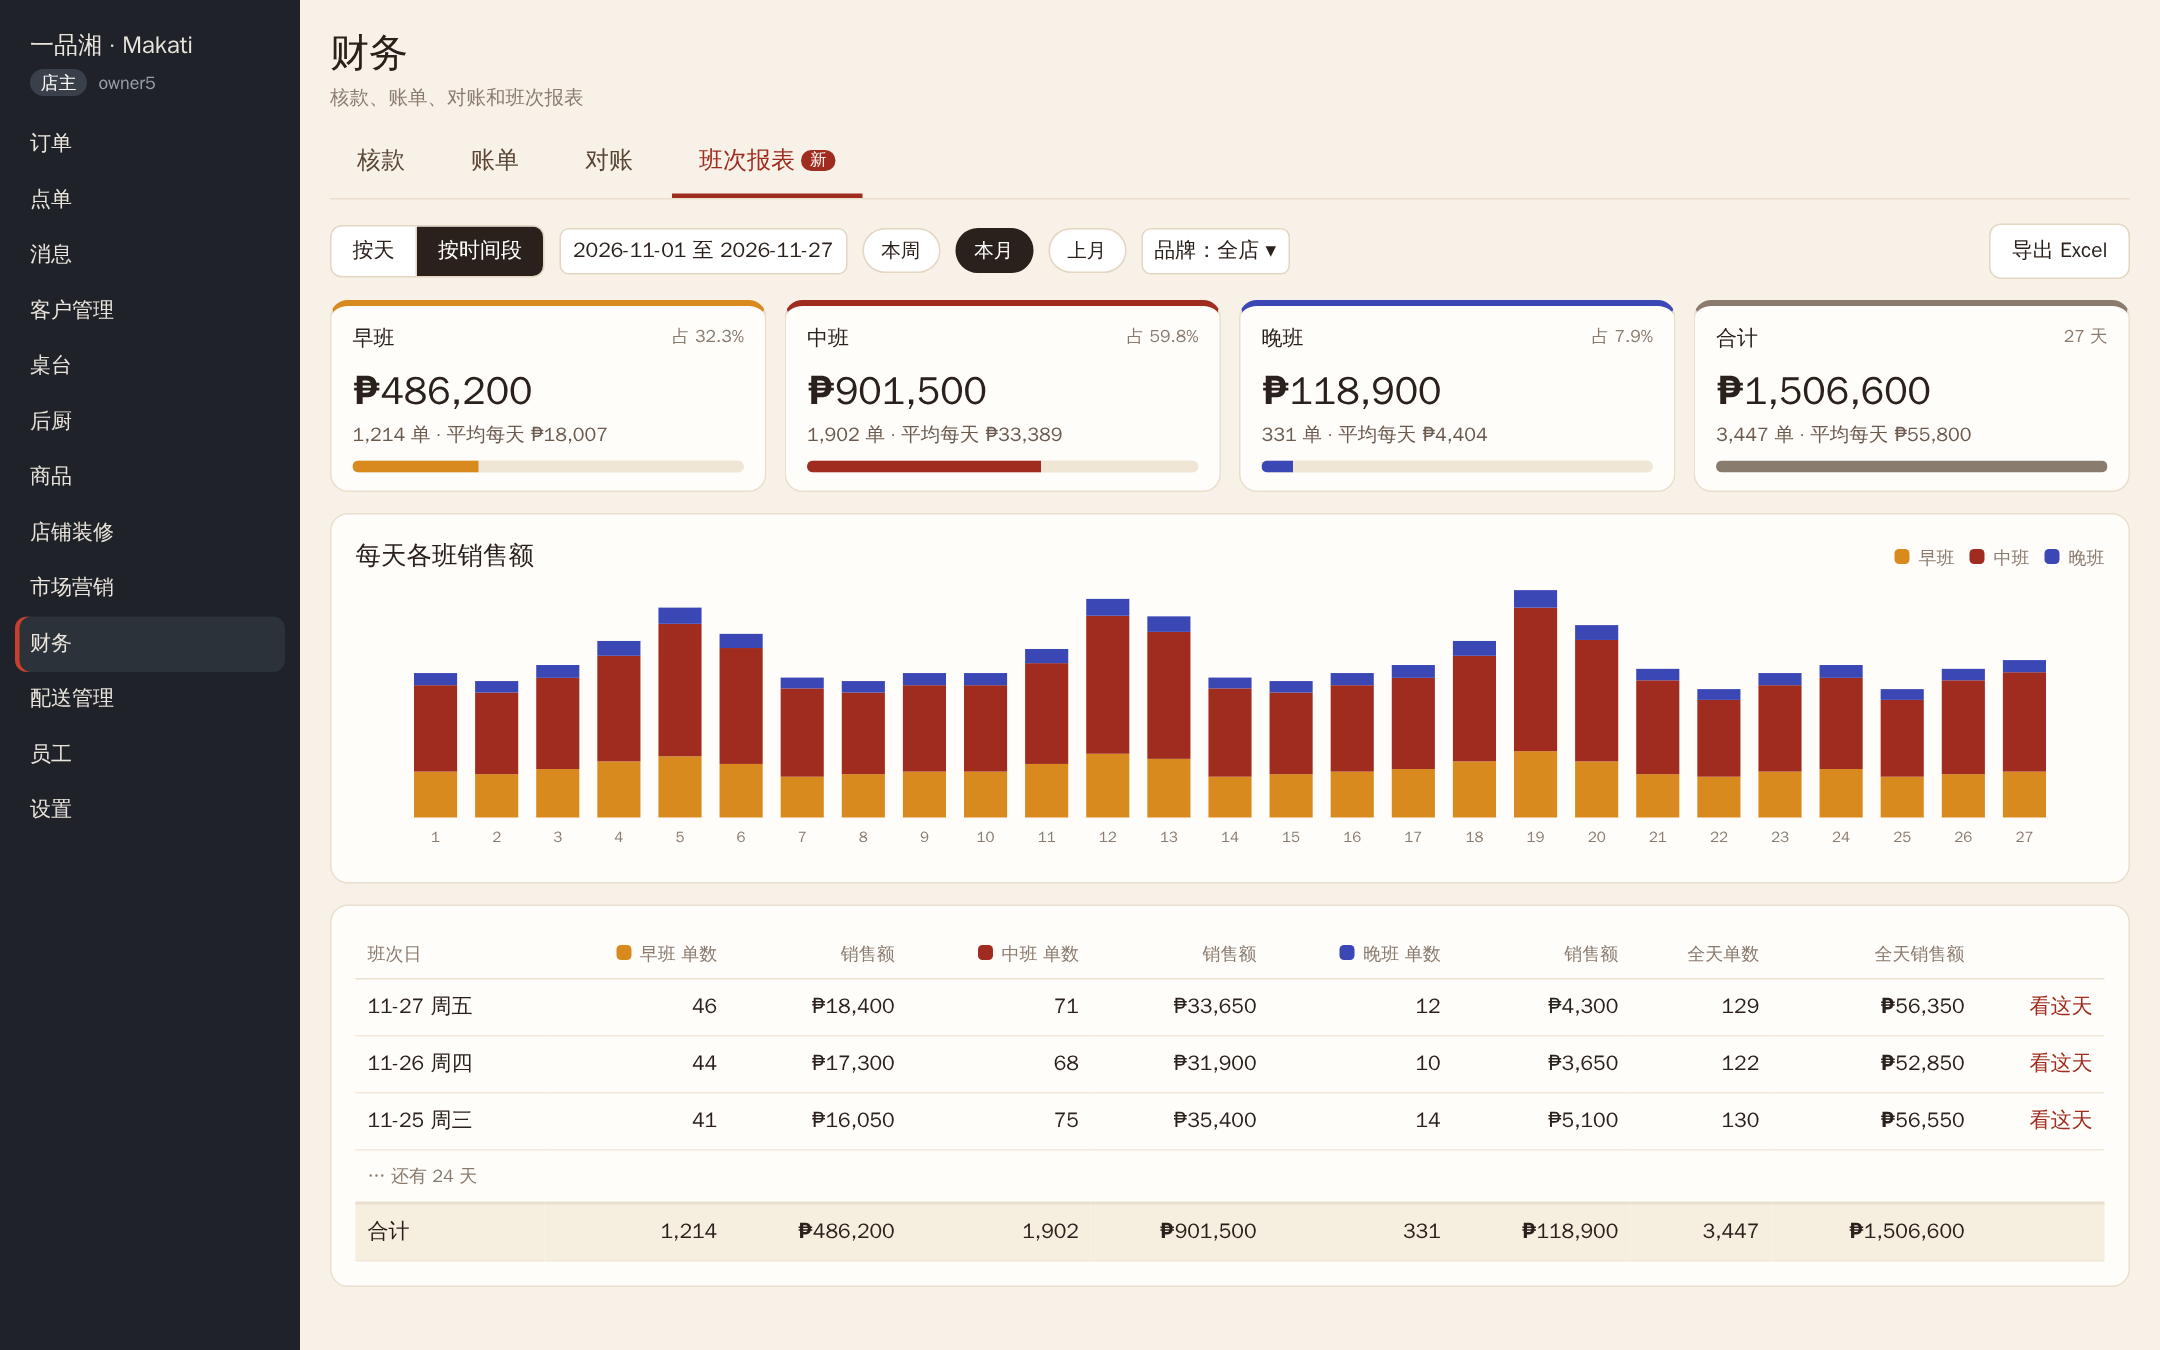 一品湘 · Makati
店主 owner5
订单
点单
消息
客户管理
桌台
后厨
商品
店铺装修
市场营销
财务
配送管理
员工
设置
财务
核款、账单、对账和班次报表
核款 账单 对账 班次报表 新
按天 按时间段 2026-11-01 至 2026-11-27 本周 本月 上月 品牌：全店 ▾ 导出 Excel
早班 占 32.3%
₱486,200
1,214 单 · 平均每天 ₱18,007
中班 占 59.8%
₱901,500
1,902 单 · 平均每天 ₱33,389
晚班 占 7.9%
₱118,900
331 单 · 平均每天 ₱4,404
合计 27 天
₱1,506,600
3,447 单 · 平均每天 ₱55,800
每天各班销售额 早班 中班 晚班
1 2 3 4 5 6 7 8 9 10 11 12 13 14 15 16 17 18 19 20 21 22 23 24 25 26 27
班次日 早班 单数 销售额 中班 单数 销售额 晚班 单数 销售额 全天单数 全天销售额
11-27 周五 46 ₱18,400 71 ₱33,650 12 ₱4,300 129 ₱56,350 看这天
11-26 周四 44 ₱17,300 68 ₱31,900 10 ₱3,650 122 ₱52,850 看这天
11-25 周三 41 ₱16,050 75 ₱35,400 14 ₱5,100 130 ₱56,550 看这天
… 还有 24 天
合计 1,214 ₱486,200 1,902 ₱901,500 331 ₱118,900 3,447 ₱1,506,600